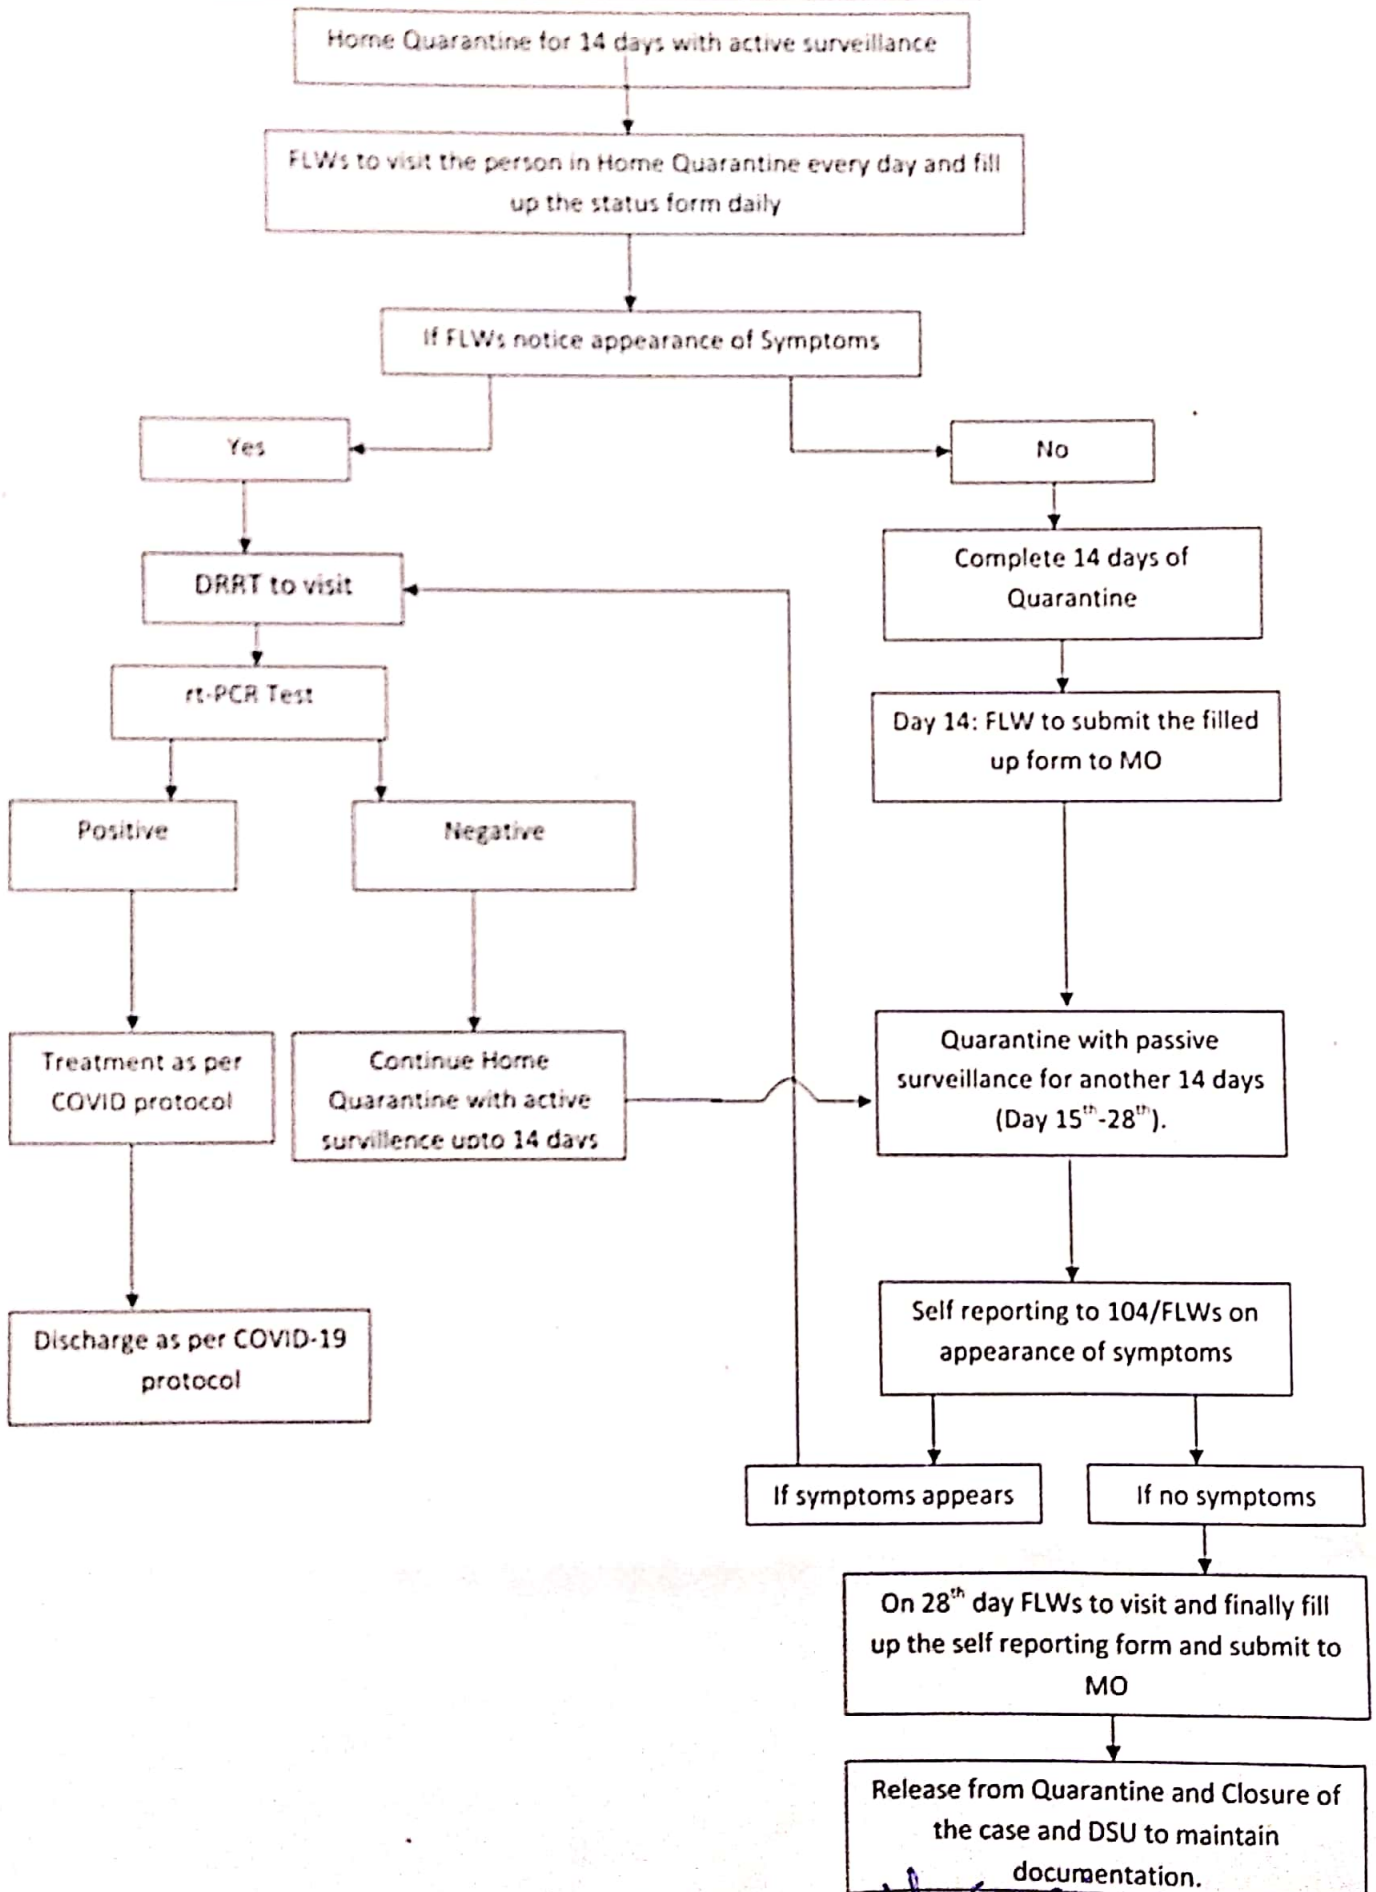 Home Quarantine for 14 days with active surveillance
FLWs to visit the person in Home Quarantine every day and fill
up the status form daily
If FLWs notice appearance of Symptoms
Yes
No
DRRT to visit
Complete 14 days of
Quarantine
rt-PCR Test
Day 14: FLW to submit the filled
up form to MO
Positive
Negative
Treatment as per
COVID protocol
Continue Home
Quarantine with active
survillence upto 14 days
Quarantine with passive
surveillance for another 14 days
(Day 15th-28th).
Discharge as per COVID-19
protocol
Self reporting to 104/FLWs on
appearance of symptoms
If symptoms appears
If no symptoms
On 28th day FLWs to visit and finally fill
up the self reporting form and submit to
MO
Release from Quarantine and Closure of
the case and DSU to maintain
documentation.